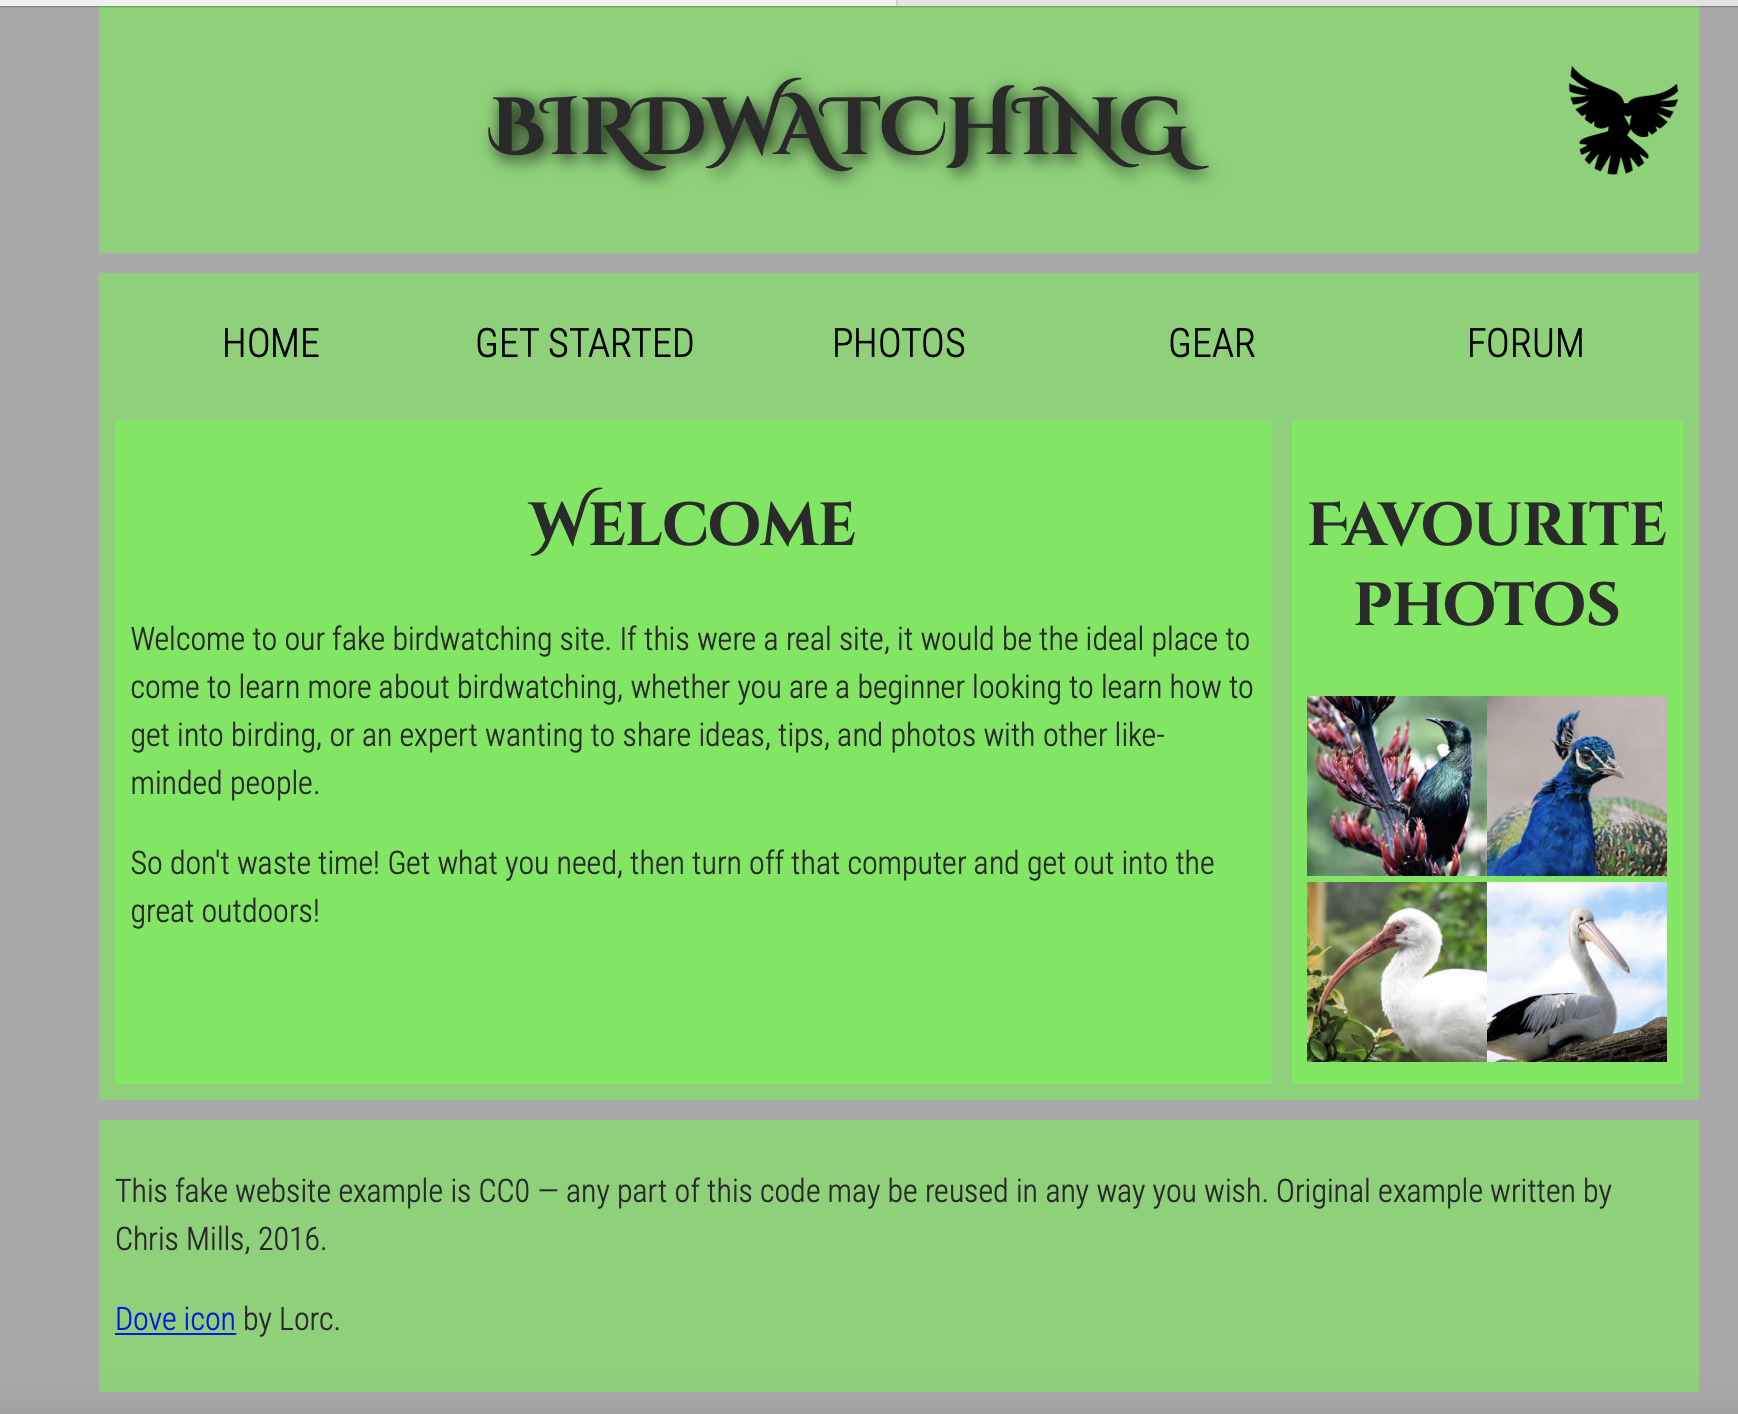 BIRDWATCHING
HOME
GET STARTED
PHOTOS
GEAR
FORUM
Welcome
Welcome to our fake birdwatching site. If this were a real site, it would be the ideal place to
come to learn more about birdwatching, whether you are a beginner looking to learn how to
get into birding, or an expert wanting to share ideas, tips, and photos with other like-
minded people.
So don't waste time! Get what you need, then turn off that computer and get out into the
great outdoors!
Favourite
photos
This fake website example is CC0 — any part of this code may be reused in any way you wish. Original example written by
Chris Mills, 2016.
Dove icon by Lorc.